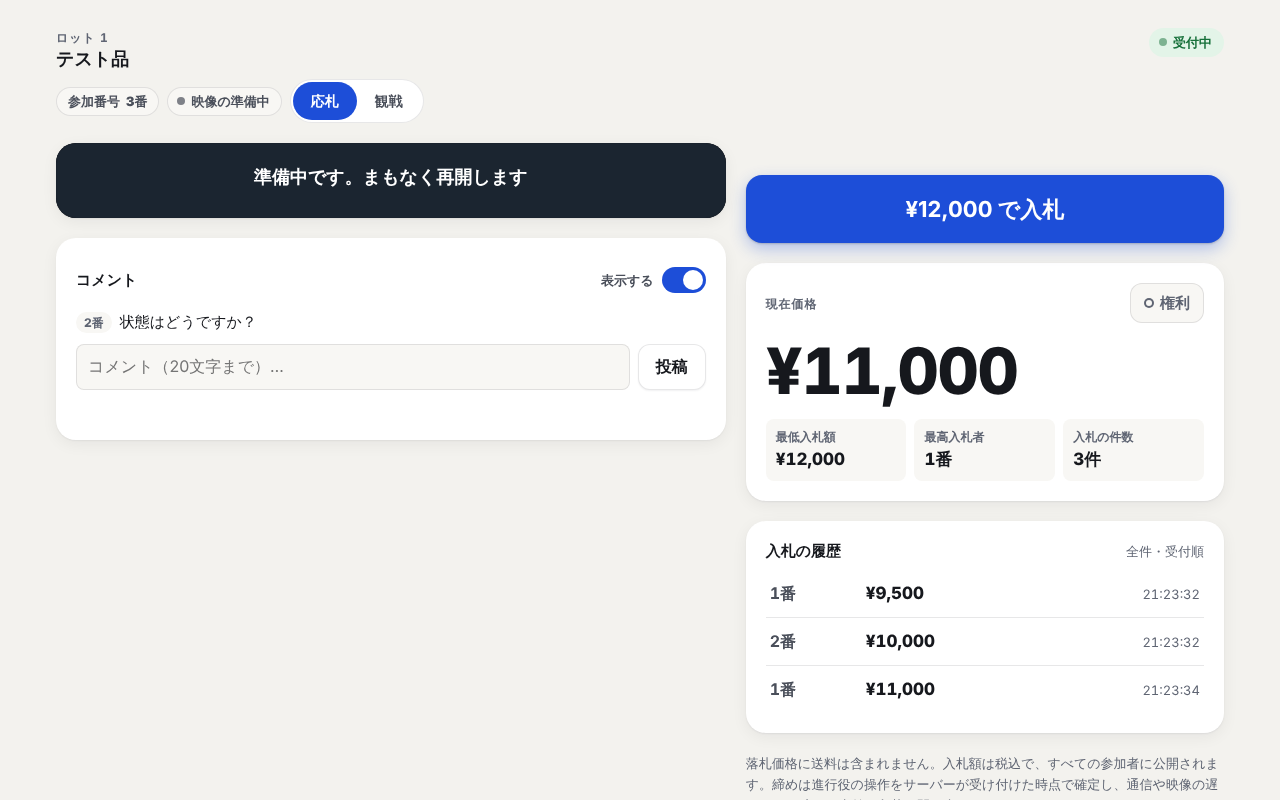 ロット 1
テスト品
受付中
参加番号 3番
映像の準備中
応札
観戦
準備中です。まもなく再開します
コメント
表示する
2番 状態はどうですか？
コメント（20文字まで）...
投稿
¥12,000 で入札
現在価格
権利
¥11,000
最低入札額
¥12,000
最高入札者
1番
入札の件数
3件
入札の履歴
全件・受付順
1番 ¥9,500 21:23:32
2番 ¥10,000 21:23:32
1番 ¥11,000 21:23:34
落札価格に送料は含まれません。入札額は税込で、すべての参加者に公開されま
す。締めは進行役の操作をサーバーが受け付けた時点で確定し、通信や映像の遅